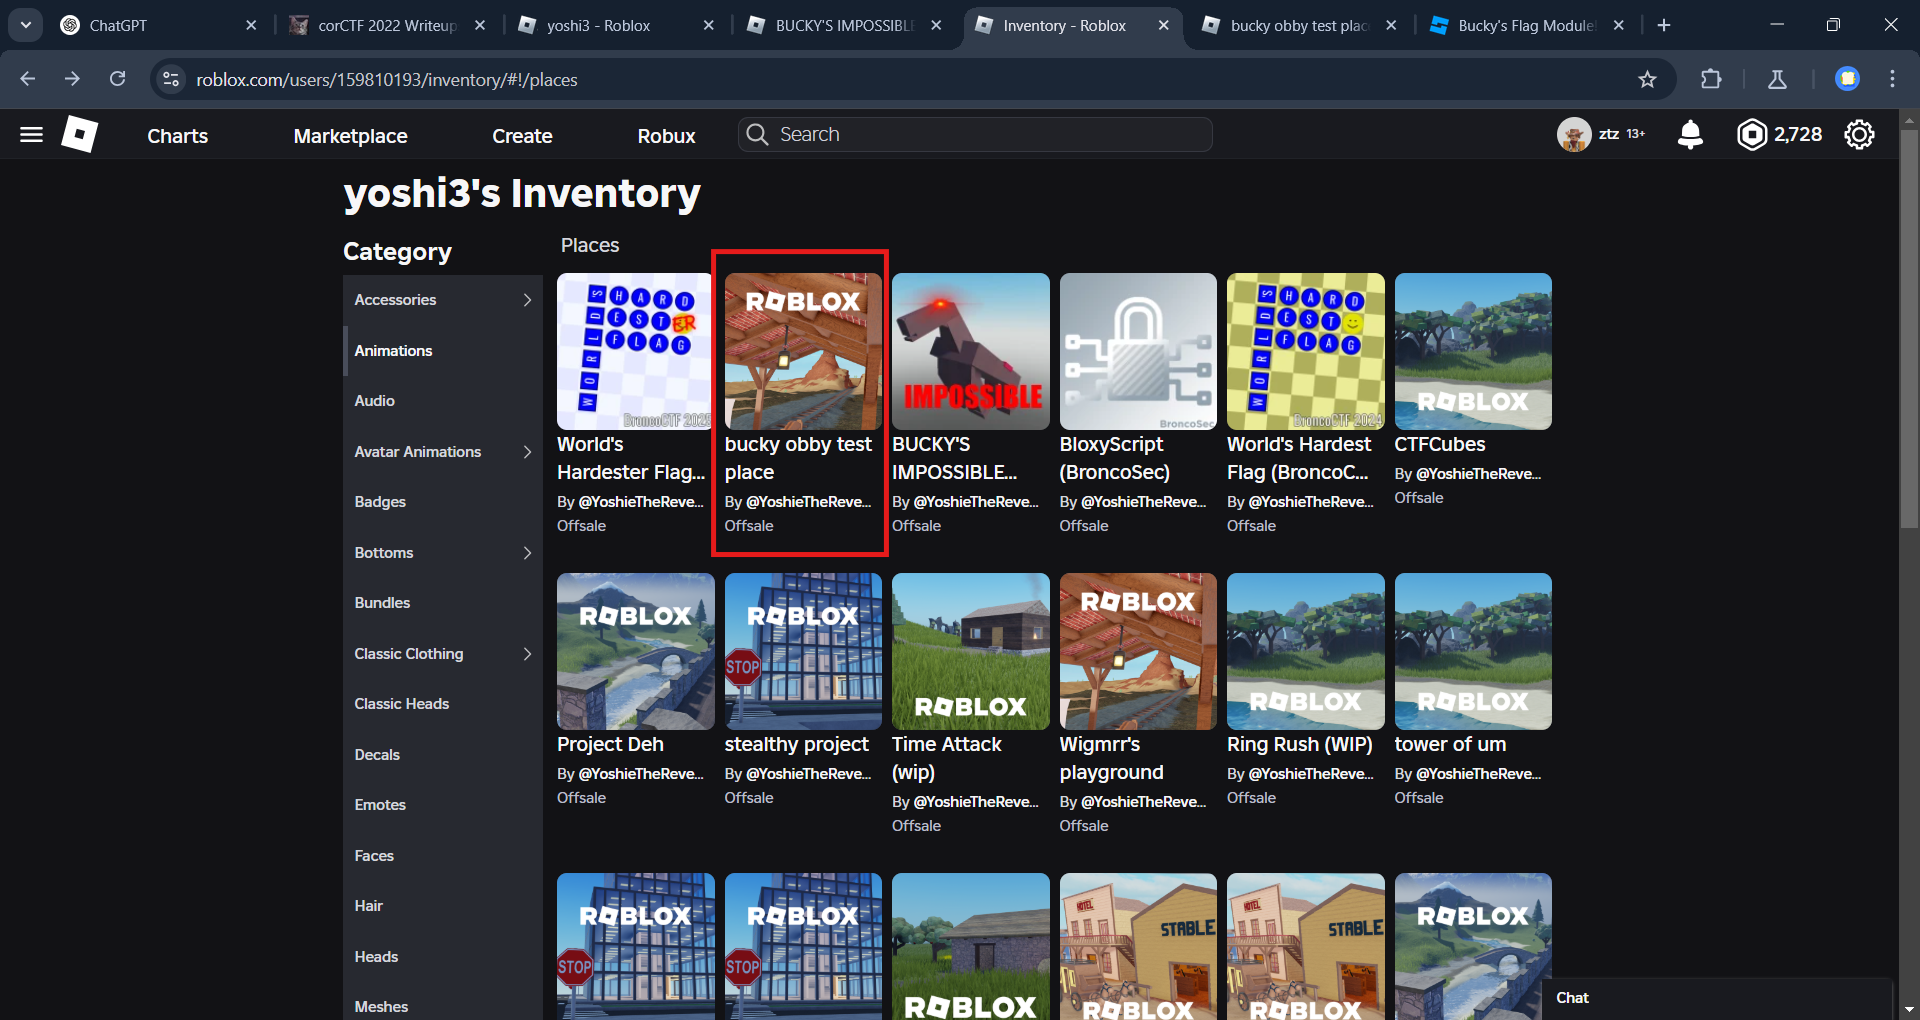 ChatGPT
corCTF 2022 Writeup
yoshi3 - Roblox
BUCKY'S IMPOSSIBLE
Inventory - Roblox
bucky obby test plac
Bucky's Flag Module
roblox.com/users/159810193/inventory/#!/places
Charts
Marketplace
Create
Robux
Search
ztz 13+
2,728
yoshi3's Inventory
Category
Places
Accessories
Animations
Audio
Avatar Animations
Badges
Bottoms
Bundles
Classic Clothing
Classic Heads
Decals
Emotes
Faces
Hair
Heads
Meshes
WORLDS
HARD
EST ER
FLAG
BroncoCTF 2025
World's
Hardester Flag...
By @YoshieTheReve...
Offsale
ROBLOX
bucky obby test
place
By @YoshieTheReve...
Offsale
IMPOSSIBLE
BUCKY'S
IMPOSSIBLE...
By @YoshieTheReve...
Offsale
BroncoSec
BloxyScript
(BroncoSec)
By @YoshieTheReve...
Offsale
WORLDS
HARD
EST
FLAG
BroncoCTF 2024
World's Hardest
Flag (BroncoC...
By @YoshieTheReve...
Offsale
ROBLOX
CTFCubes
By @YoshieTheReve...
Offsale
ROBLOX
Project Deh
By @YoshieTheReve...
Offsale
ROBLOX
STOP
stealthy project
By @YoshieTheReve...
Offsale
ROBLOX
Time Attack
(wip)
By @YoshieTheReve...
Offsale
ROBLOX
Wigmrr's
playground
By @YoshieTheReve...
Offsale
ROBLOX
Ring Rush (WIP)
By @YoshieTheReve...
Offsale
ROBLOX
tower of um
By @YoshieTheReve...
Offsale
ROBLOX
STOP
ROBLOX
STOP
ROBLOX
HOTEL
STABLE
ROBLOX
HOTEL
STABLE
ROBLOX
ROBLOX
Chat